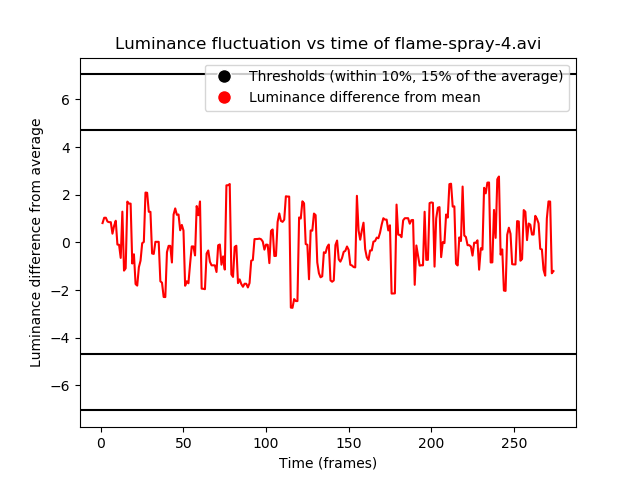 Luminance fluctuation vs time of flame-spray-4.avi
Thresholds (within 10%, 15% of the average)
Luminance difference from mean
Luminance difference from average
6
4
2
0
−2
−4
−6
0 50 100 150 200 250
Time (frames)